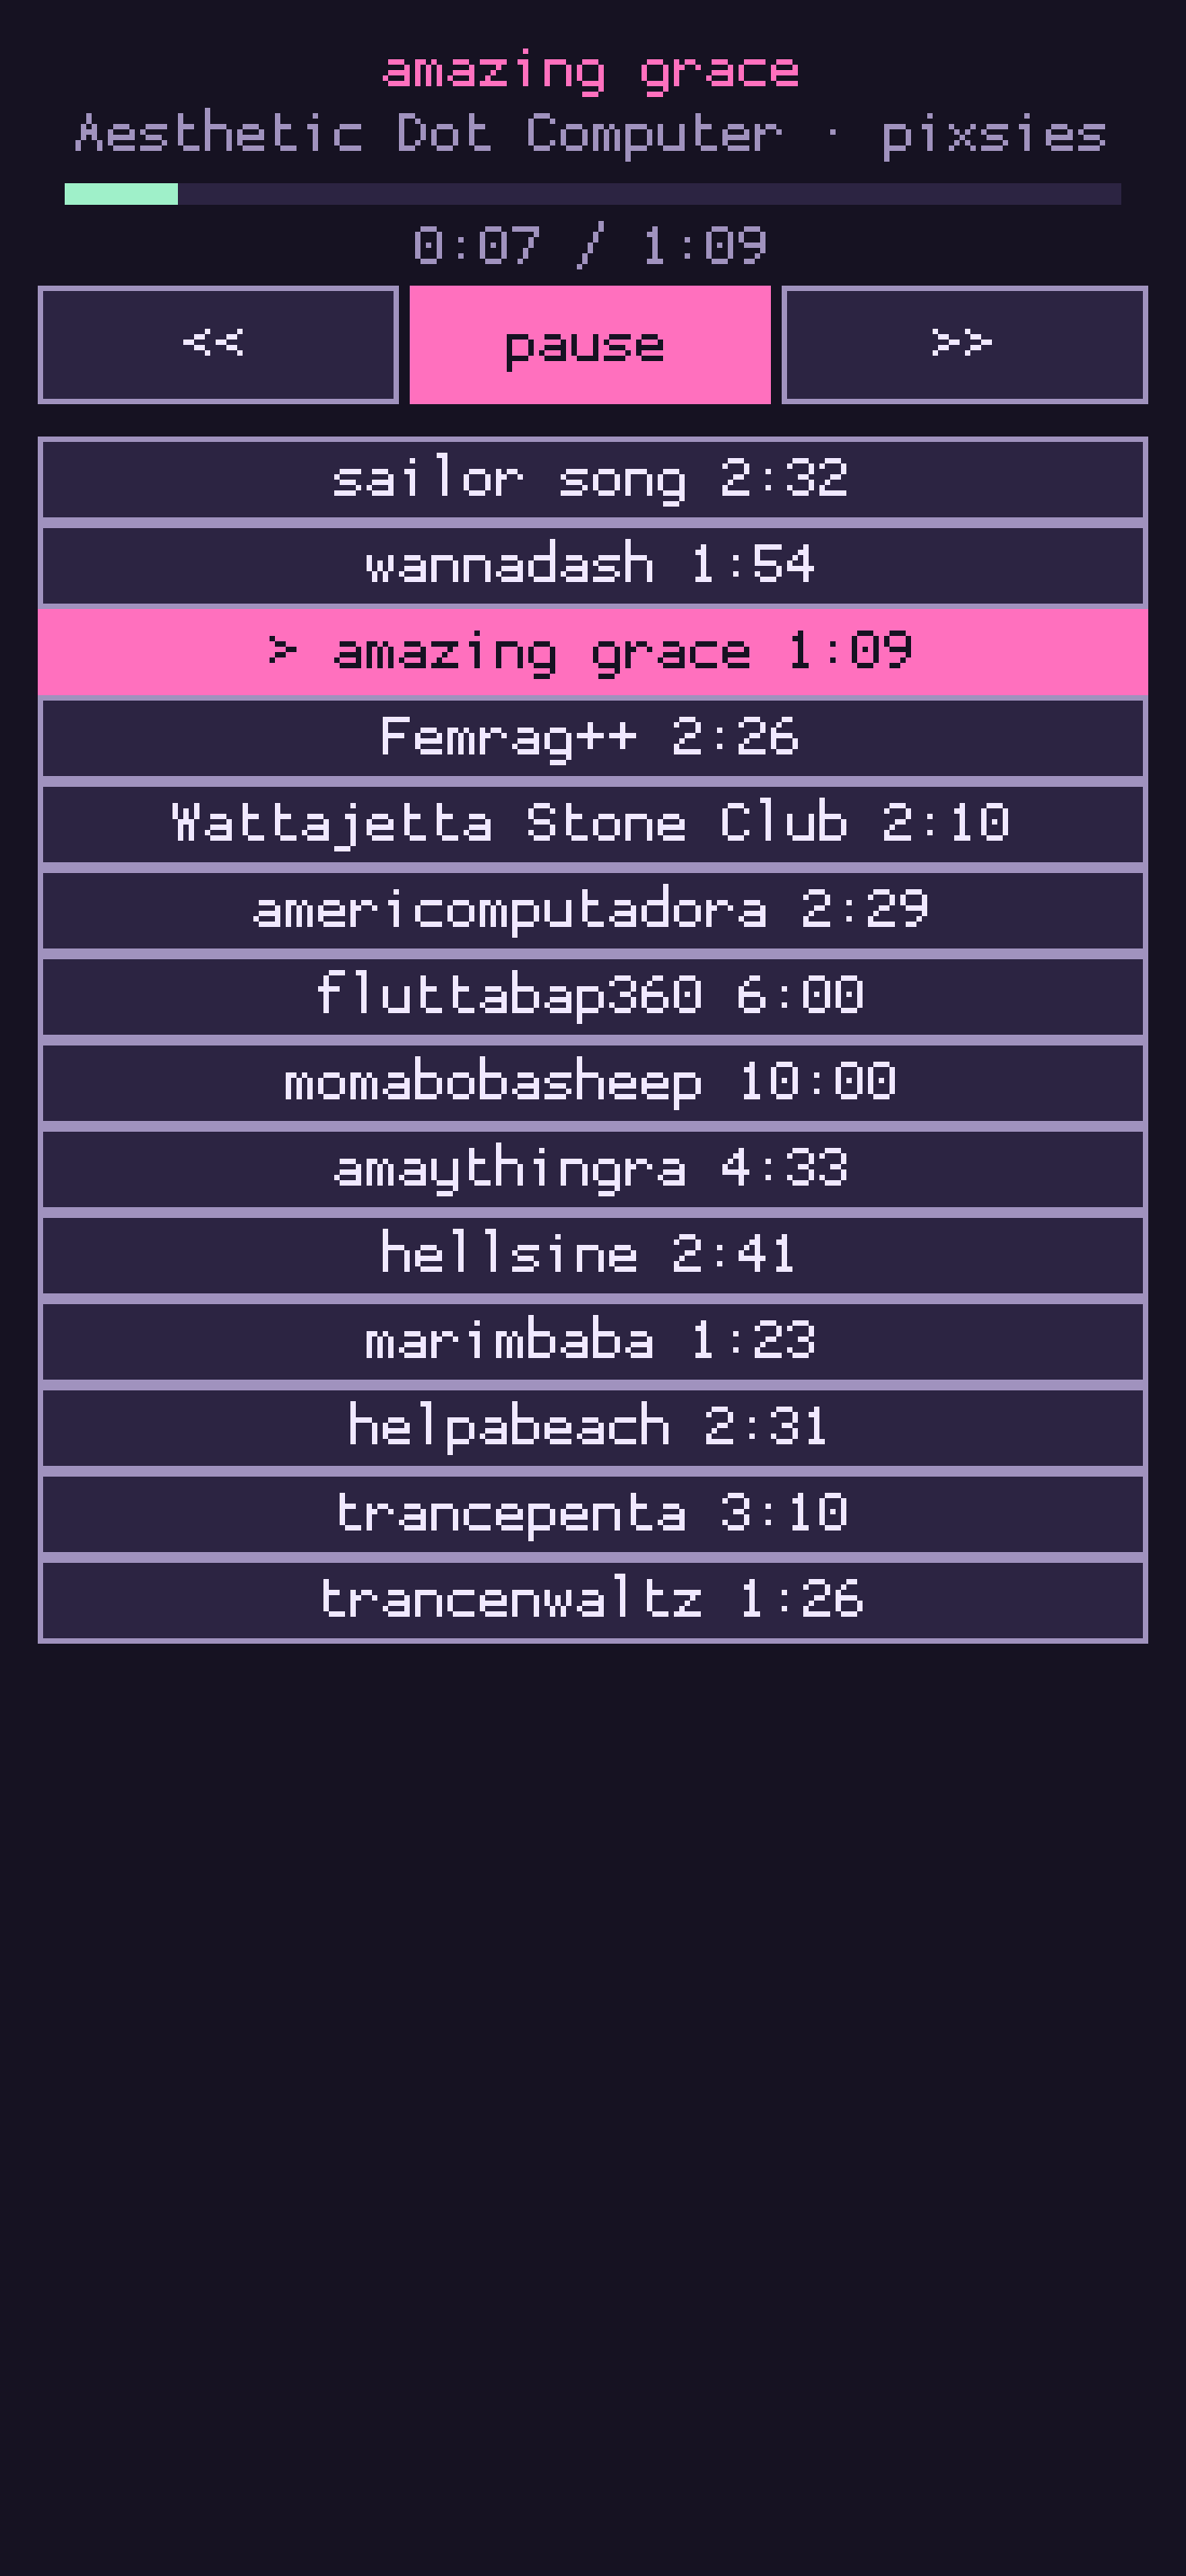 amazing grace
Aesthetic Dot Computer · pixsies
0:07 / 1:09
<< pause >>
sailor song 2:32
wannadash 1:54
> amazing grace 1:09
Femrag++ 2:26
Wattajetta Stone Club 2:10
americomputadora 2:29
fluttabap360 6:00
momabobasheep 10:00
amaythingra 4:33
hellsine 2:41
marimbaba 1:23
helpabeach 2:31
trancepenta 3:10
trancenwaltz 1:26